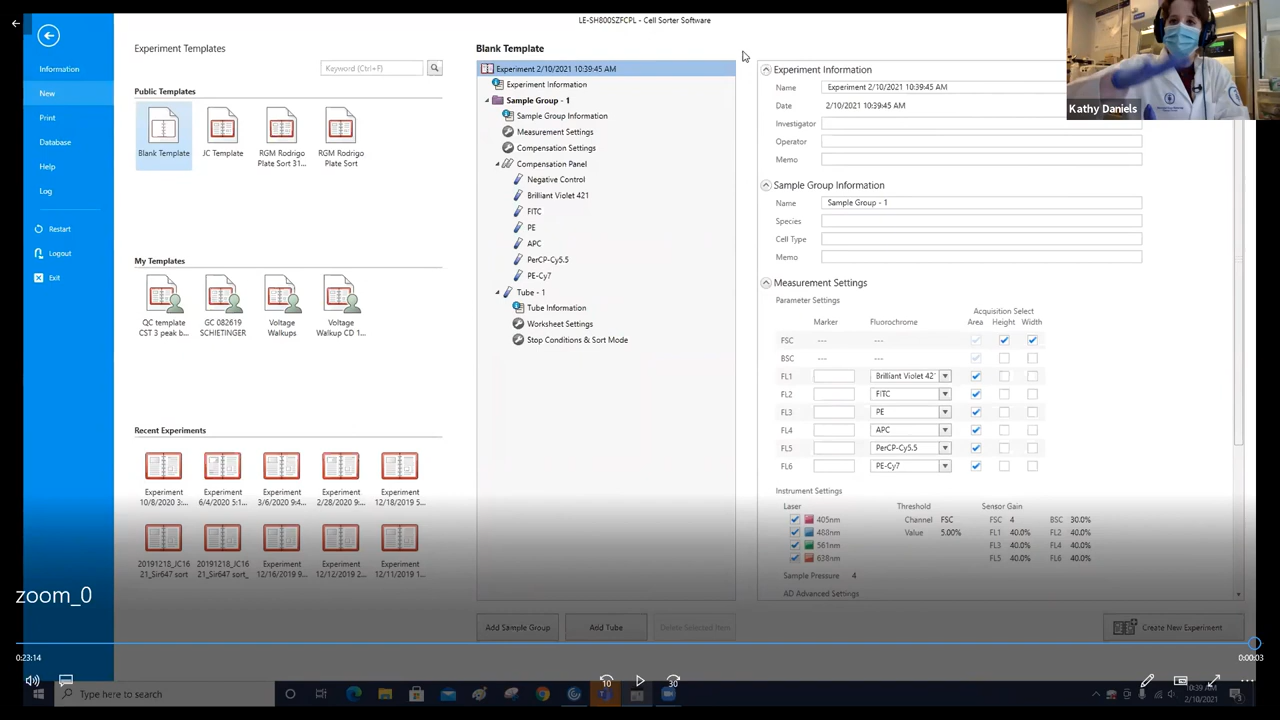 LE-SH800SZFCPL - Cell Sorter Software
Kathy Daniels
Information
New
Print
Database
Help
Log
Restart
Logout
Exit
Experiment Templates
Keyword (Ctrl+F)
Public Templates
Blank Template
JC Template
RGM Rodrigo
Plate Sort 31...
RGM Rodrigo
Plate Sort
My Templates
QC template
CST 3 peak b...
GC 082619
SCHIETINGER
Voltage
Walkups
Voltage
Walkup CD 1...
Recent Experiments
Experiment
10/8/2020 3:...
Experiment
6/4/2020 5:1...
Experiment
3/6/2020 9:4...
Experiment
2/28/2020 9...
Experiment
12/18/2019 5...
20191218_JC16
21_Sir647 sort
20191218_JC16
21_Sir647 sort_
Experiment
12/16/2019 9...
Experiment
12/12/2019 2...
Experiment
12/11/2019 1...
Blank Template
Experiment 2/10/2021 10:39:45 AM
Experiment Information
Sample Group - 1
Sample Group Information
Measurement Settings
Compensation Settings
Compensation Panel
Negative Control
Brilliant Violet 421
FITC
PE
APC
PerCP-Cy5.5
PE-Cy7
Tube - 1
Tube Information
Worksheet Settings
Stop Conditions & Sort Mode
Add Sample Group
Add Tube
Delete Selected Item
Experiment Information
Name Experiment 2/10/2021 10:39:45 AM
Date 2/10/2021 10:39:45 AM
Investigator
Operator
Memo
Sample Group Information
Name Sample Group - 1
Species
Cell Type
Memo
Measurement Settings
Parameter Settings
Acquisition Select
Marker Fluorochrome Area Height Width
FSC --- ---
BSC --- ---
FL1 Brilliant Violet 42
FL2 FITC
FL3 PE
FL4 APC
FL5 PerCP-Cy5.5
FL6 PE-Cy7
Instrument Settings
Laser Threshold Sensor Gain
405nm Channel FSC FSC 4 BSC 30.0%
488nm Value 5.00% FL1 40.0% FL2 40.0%
561nm FL3 40.0% FL4 40.0%
638nm FL5 40.0% FL6 40.0%
Sample Pressure 4
AD Advanced Settings
Create New Experiment
zoom_0
0:23:14
0:00:03
10
30
Type here to search
10:39 AM
2/10/2021
3